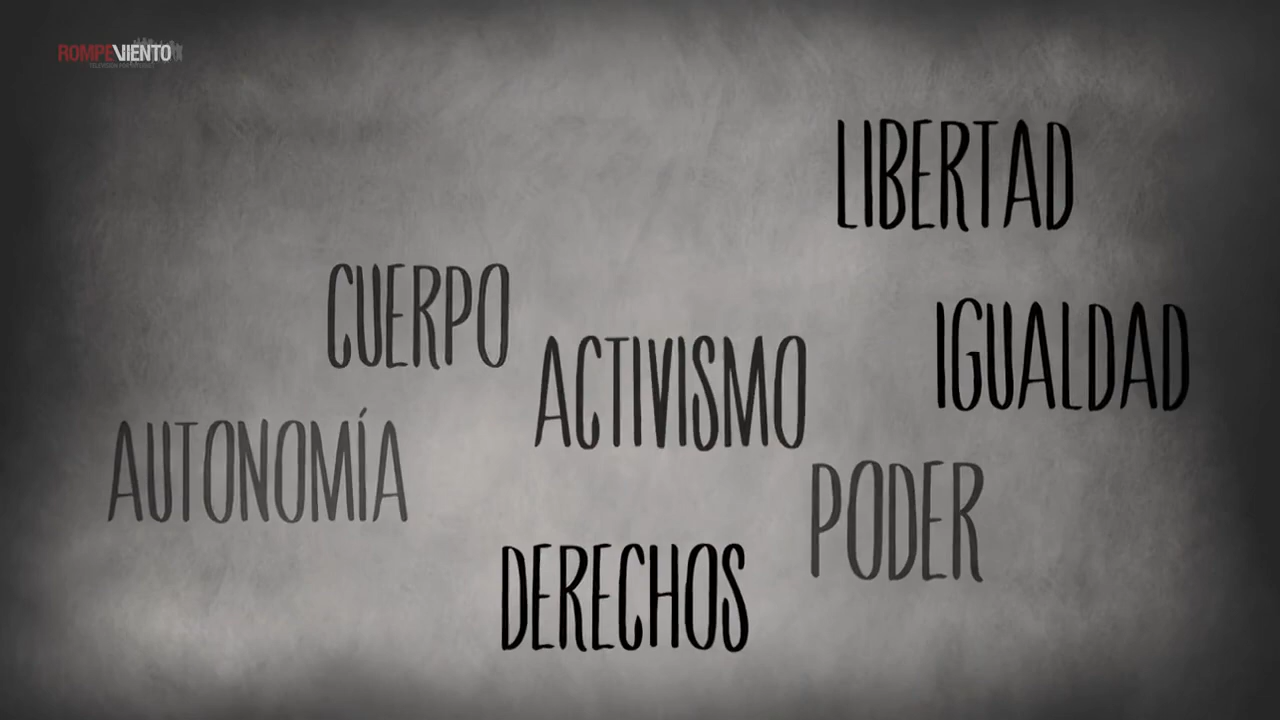 ROMPEVIENTO
LIBERTAD
CUERPO
IGUALDAD
ACTIVISMO
AUTONOMÍA
PODER
DERECHOS